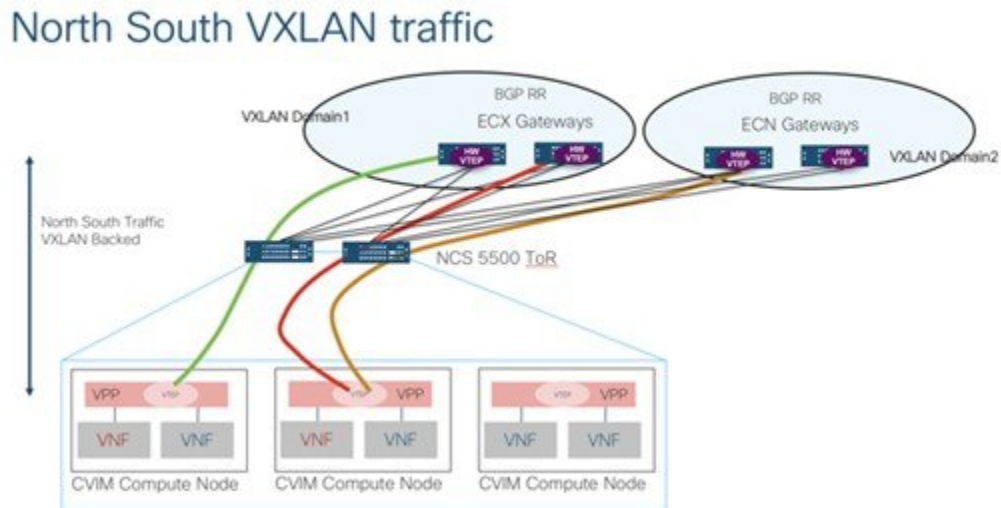 North South VXLAN traffic
BGP RR
BGP RR
VXLAN Domain1
ECX Gateways
ECN Gateways
HW
VTEP
HW
VTEP
HW
VTEP
HW
VTEP
VXLAN Domain2
North South Traffic
VXLAN Backed
NCS 5500 ToR
VPP
VTEP
VTEP
VPP
VTEP
VPP
VNF
VNF
VNF
VNF
VNF
VNF
CVIM Compute Node
CVIM Compute Node
CVIM Compute Node